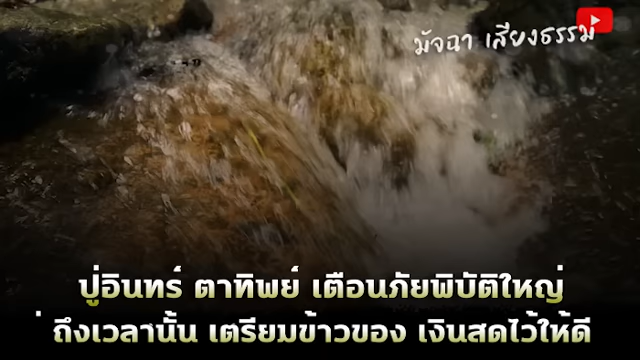 มัจฉา เสียงธรรม
ปู่อินทร์ ตาทิพย์ เตือนภัยพิบัติใหญ่
ถึงเวลานั้น เตรียมข้าวของ เงินสดไว้ให้ดี